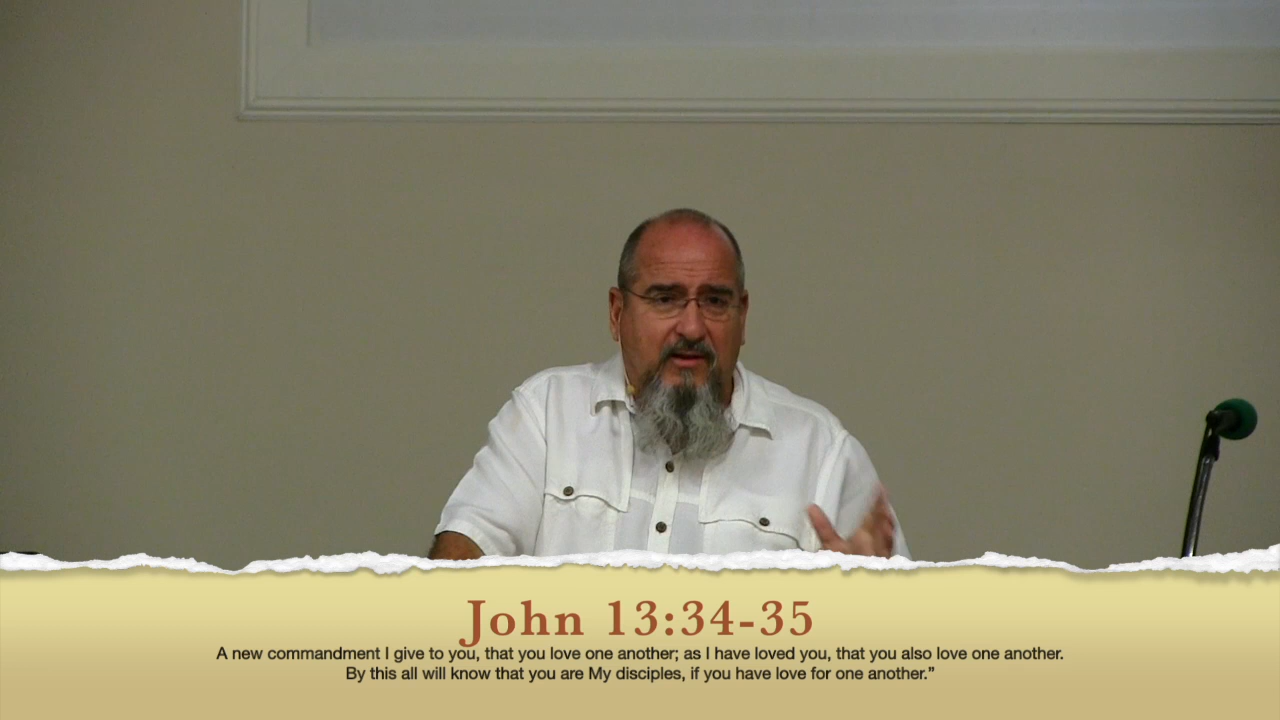 John 13:34-35
A new commandment I give to you, that you love one another; as I have loved you, that you also love one another.
By this all will know that you are My disciples, if you have love for one another.”